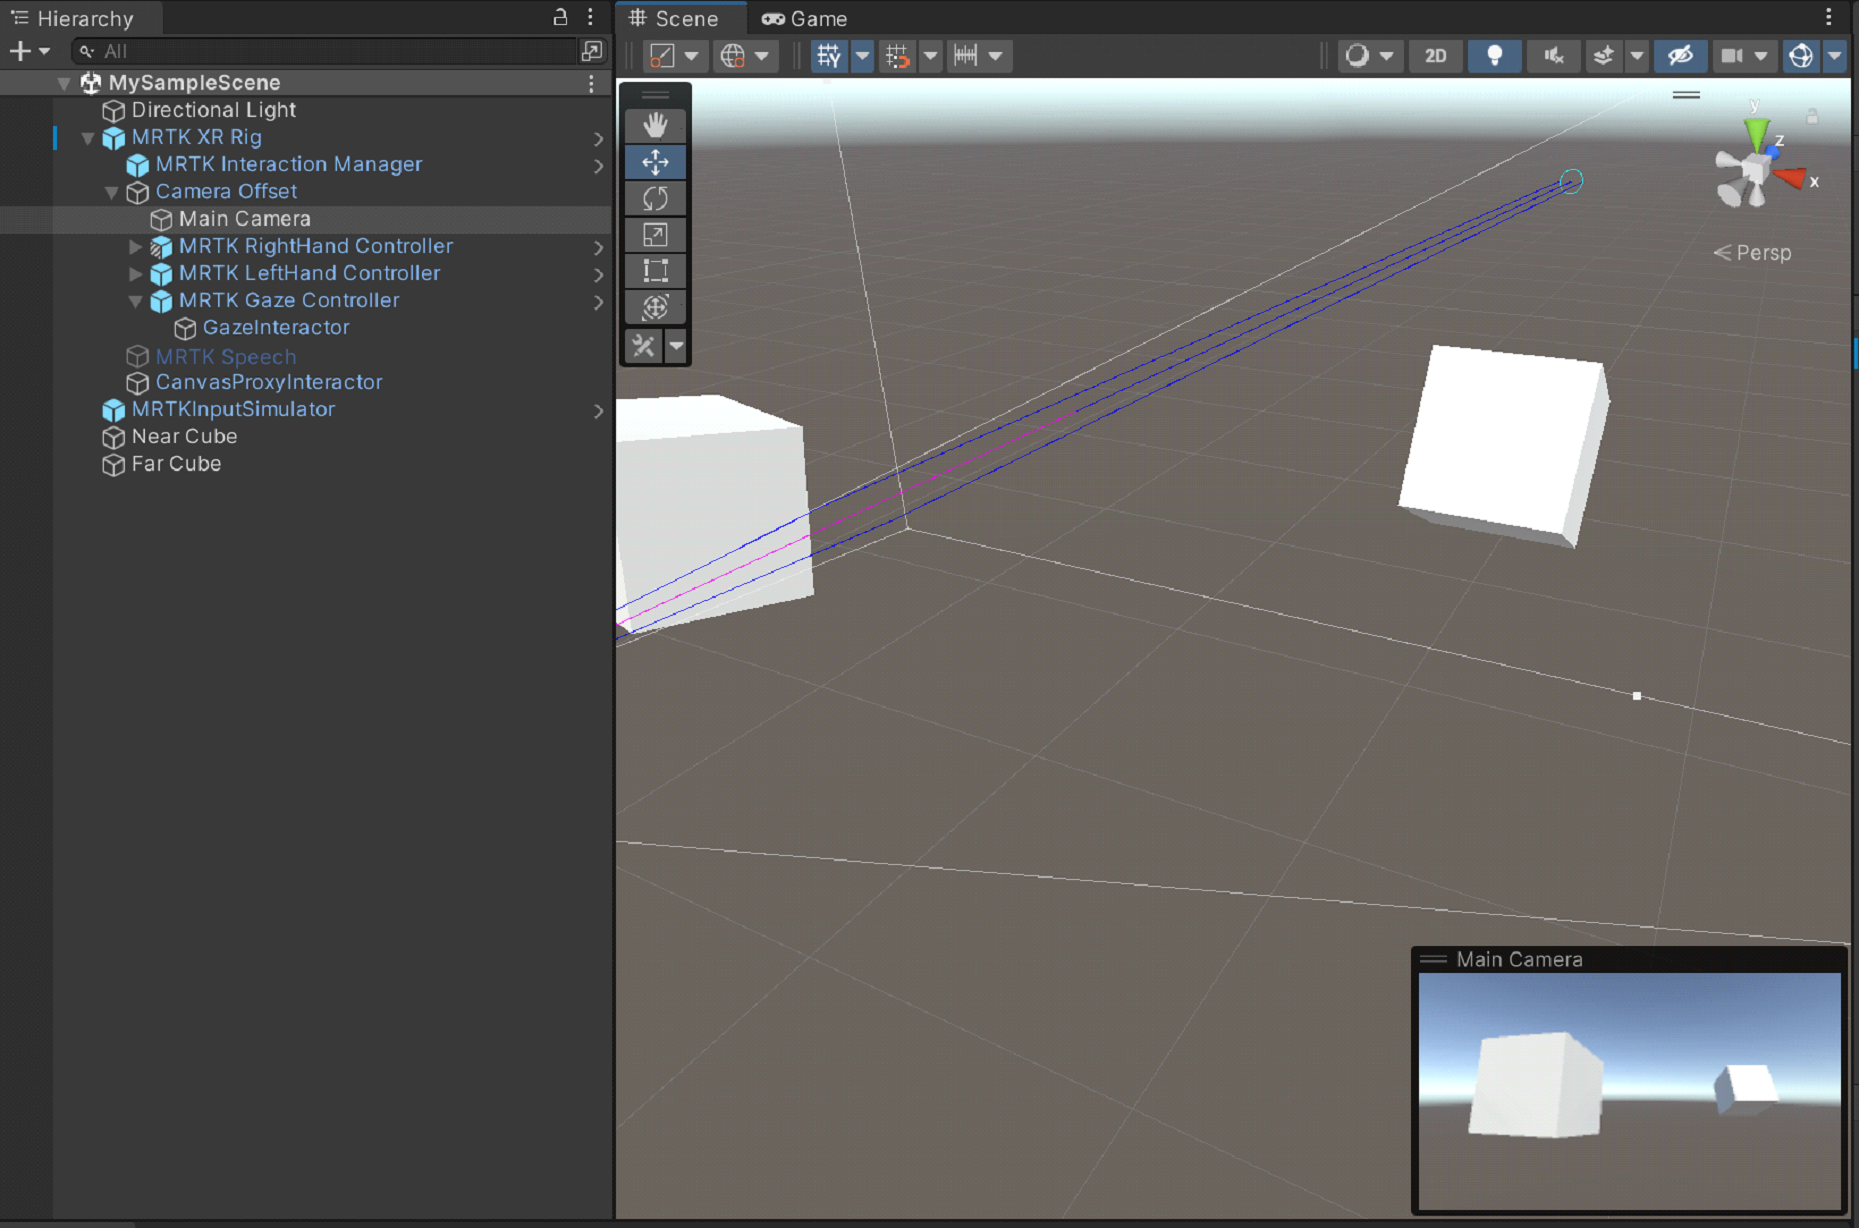 Hierarchy
All
MySampleScene
Directional Light
MRTK XR Rig
MRTK Interaction Manager
Camera Offset
Main Camera
MRTK RightHand Controller
MRTK LeftHand Controller
MRTK Gaze Controller
GazeInteractor
MRTK Speech
CanvasProxyInteractor
MRTKInputSimulator
Near Cube
Far Cube
Scene
Game
2D
y
z
x
Persp
Main Camera